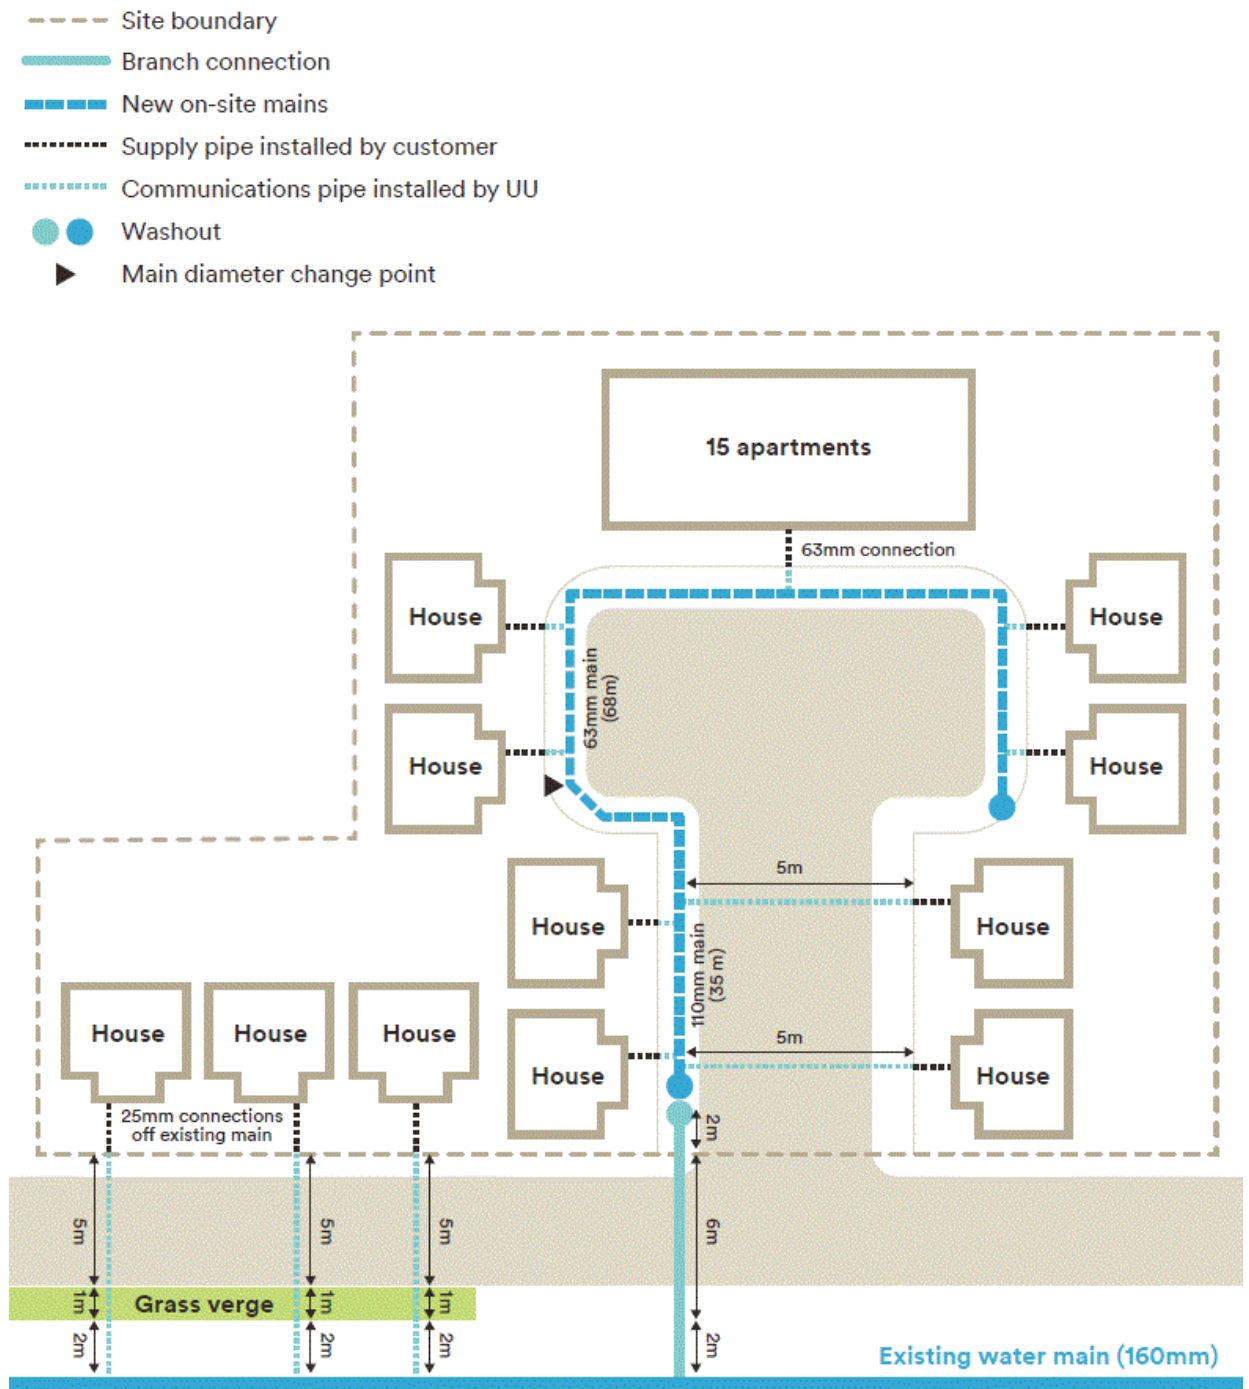 Site boundary
Branch connection
New on-site mains
Supply pipe installed by customer
Communications pipe installed by UU
Washout
Main diameter change point
15 apartments
63mm connection
House
House
63mm main
(68m)
House
House
5m
House
House
110mm main
(35 m)
House
House
House
5m
House
House
25mm connections
off existing main
2m
5m
5m
5m
6m
1m
Grass verge
1m
1m
2m
2m
2m
2m
Existing water main (160mm)